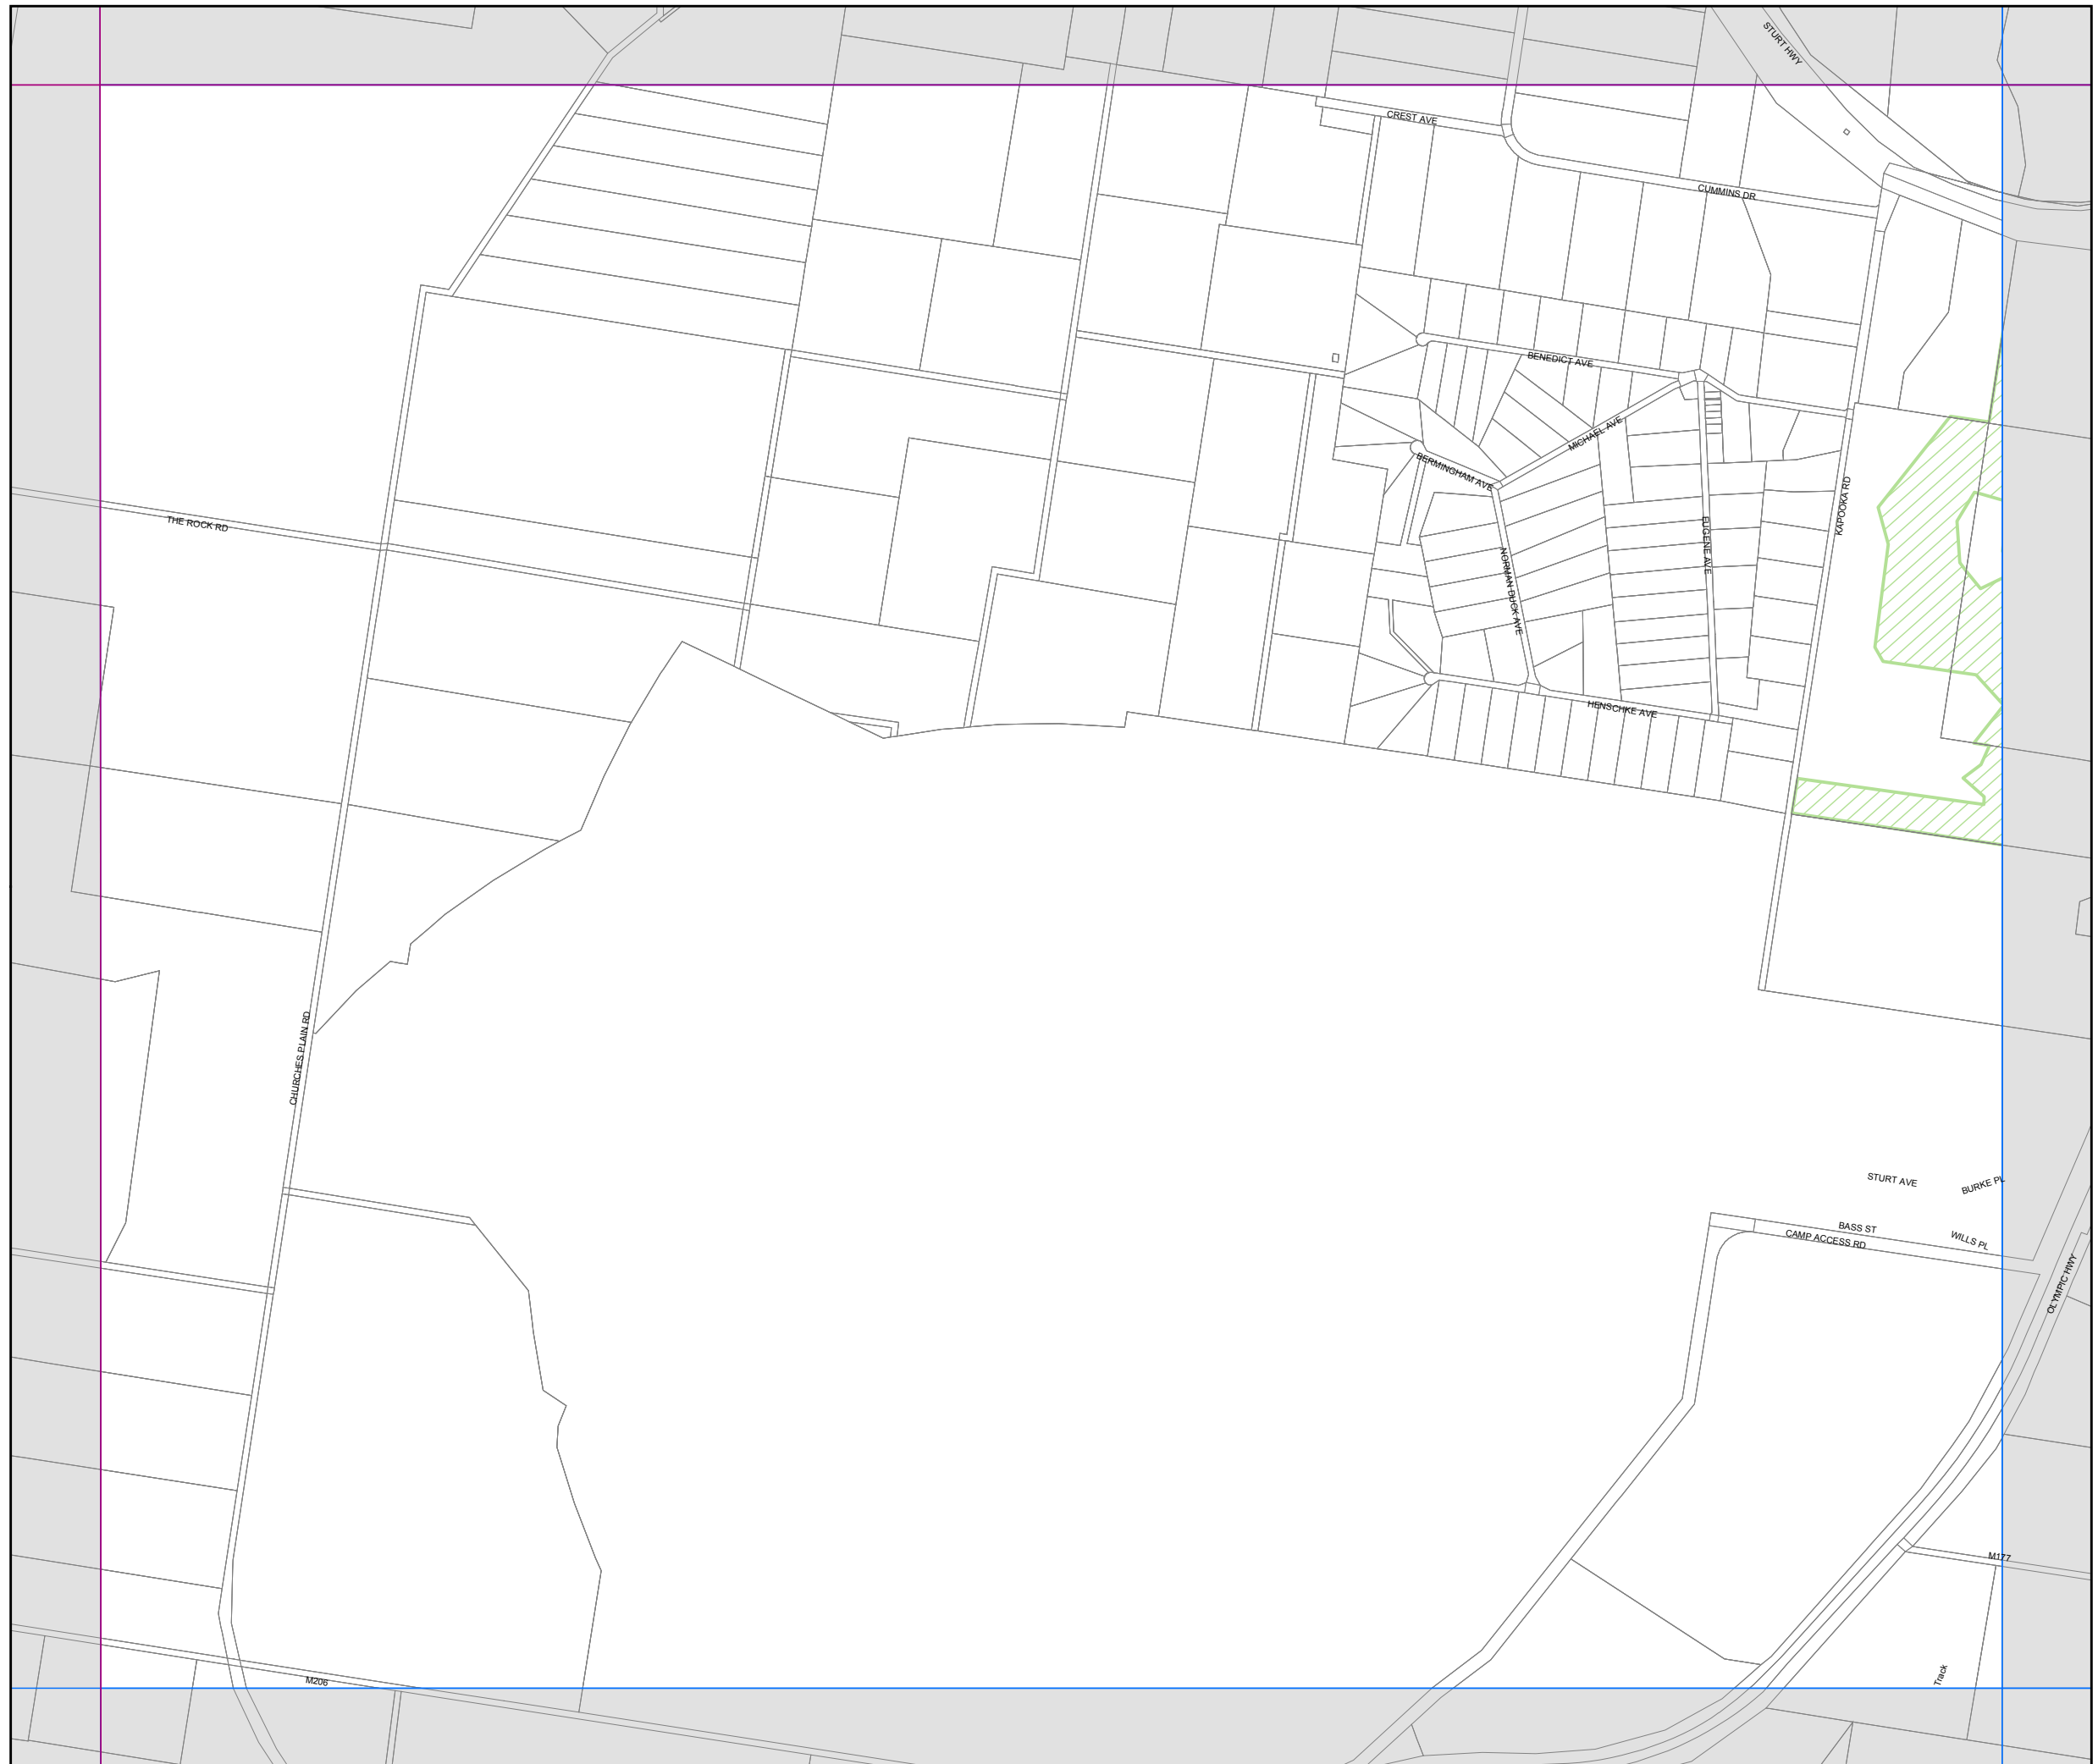 STURT HWY
CREST AVE
CUMMINS DR
BENEDICT AVE
MICHAEL AVE
BERMINGHAM AVE
KAPOOKA RD
THE ROCK RD
EUGENE AVE
NORMAN DUCK AVE
HENSCHKE AVE
CHURCHES PLAIN RD
STURT AVE
BURKE PL
BASS ST
WILLS PL
CAMP ACCESS RD
OLYMPIC HWY
M177
Track
M206